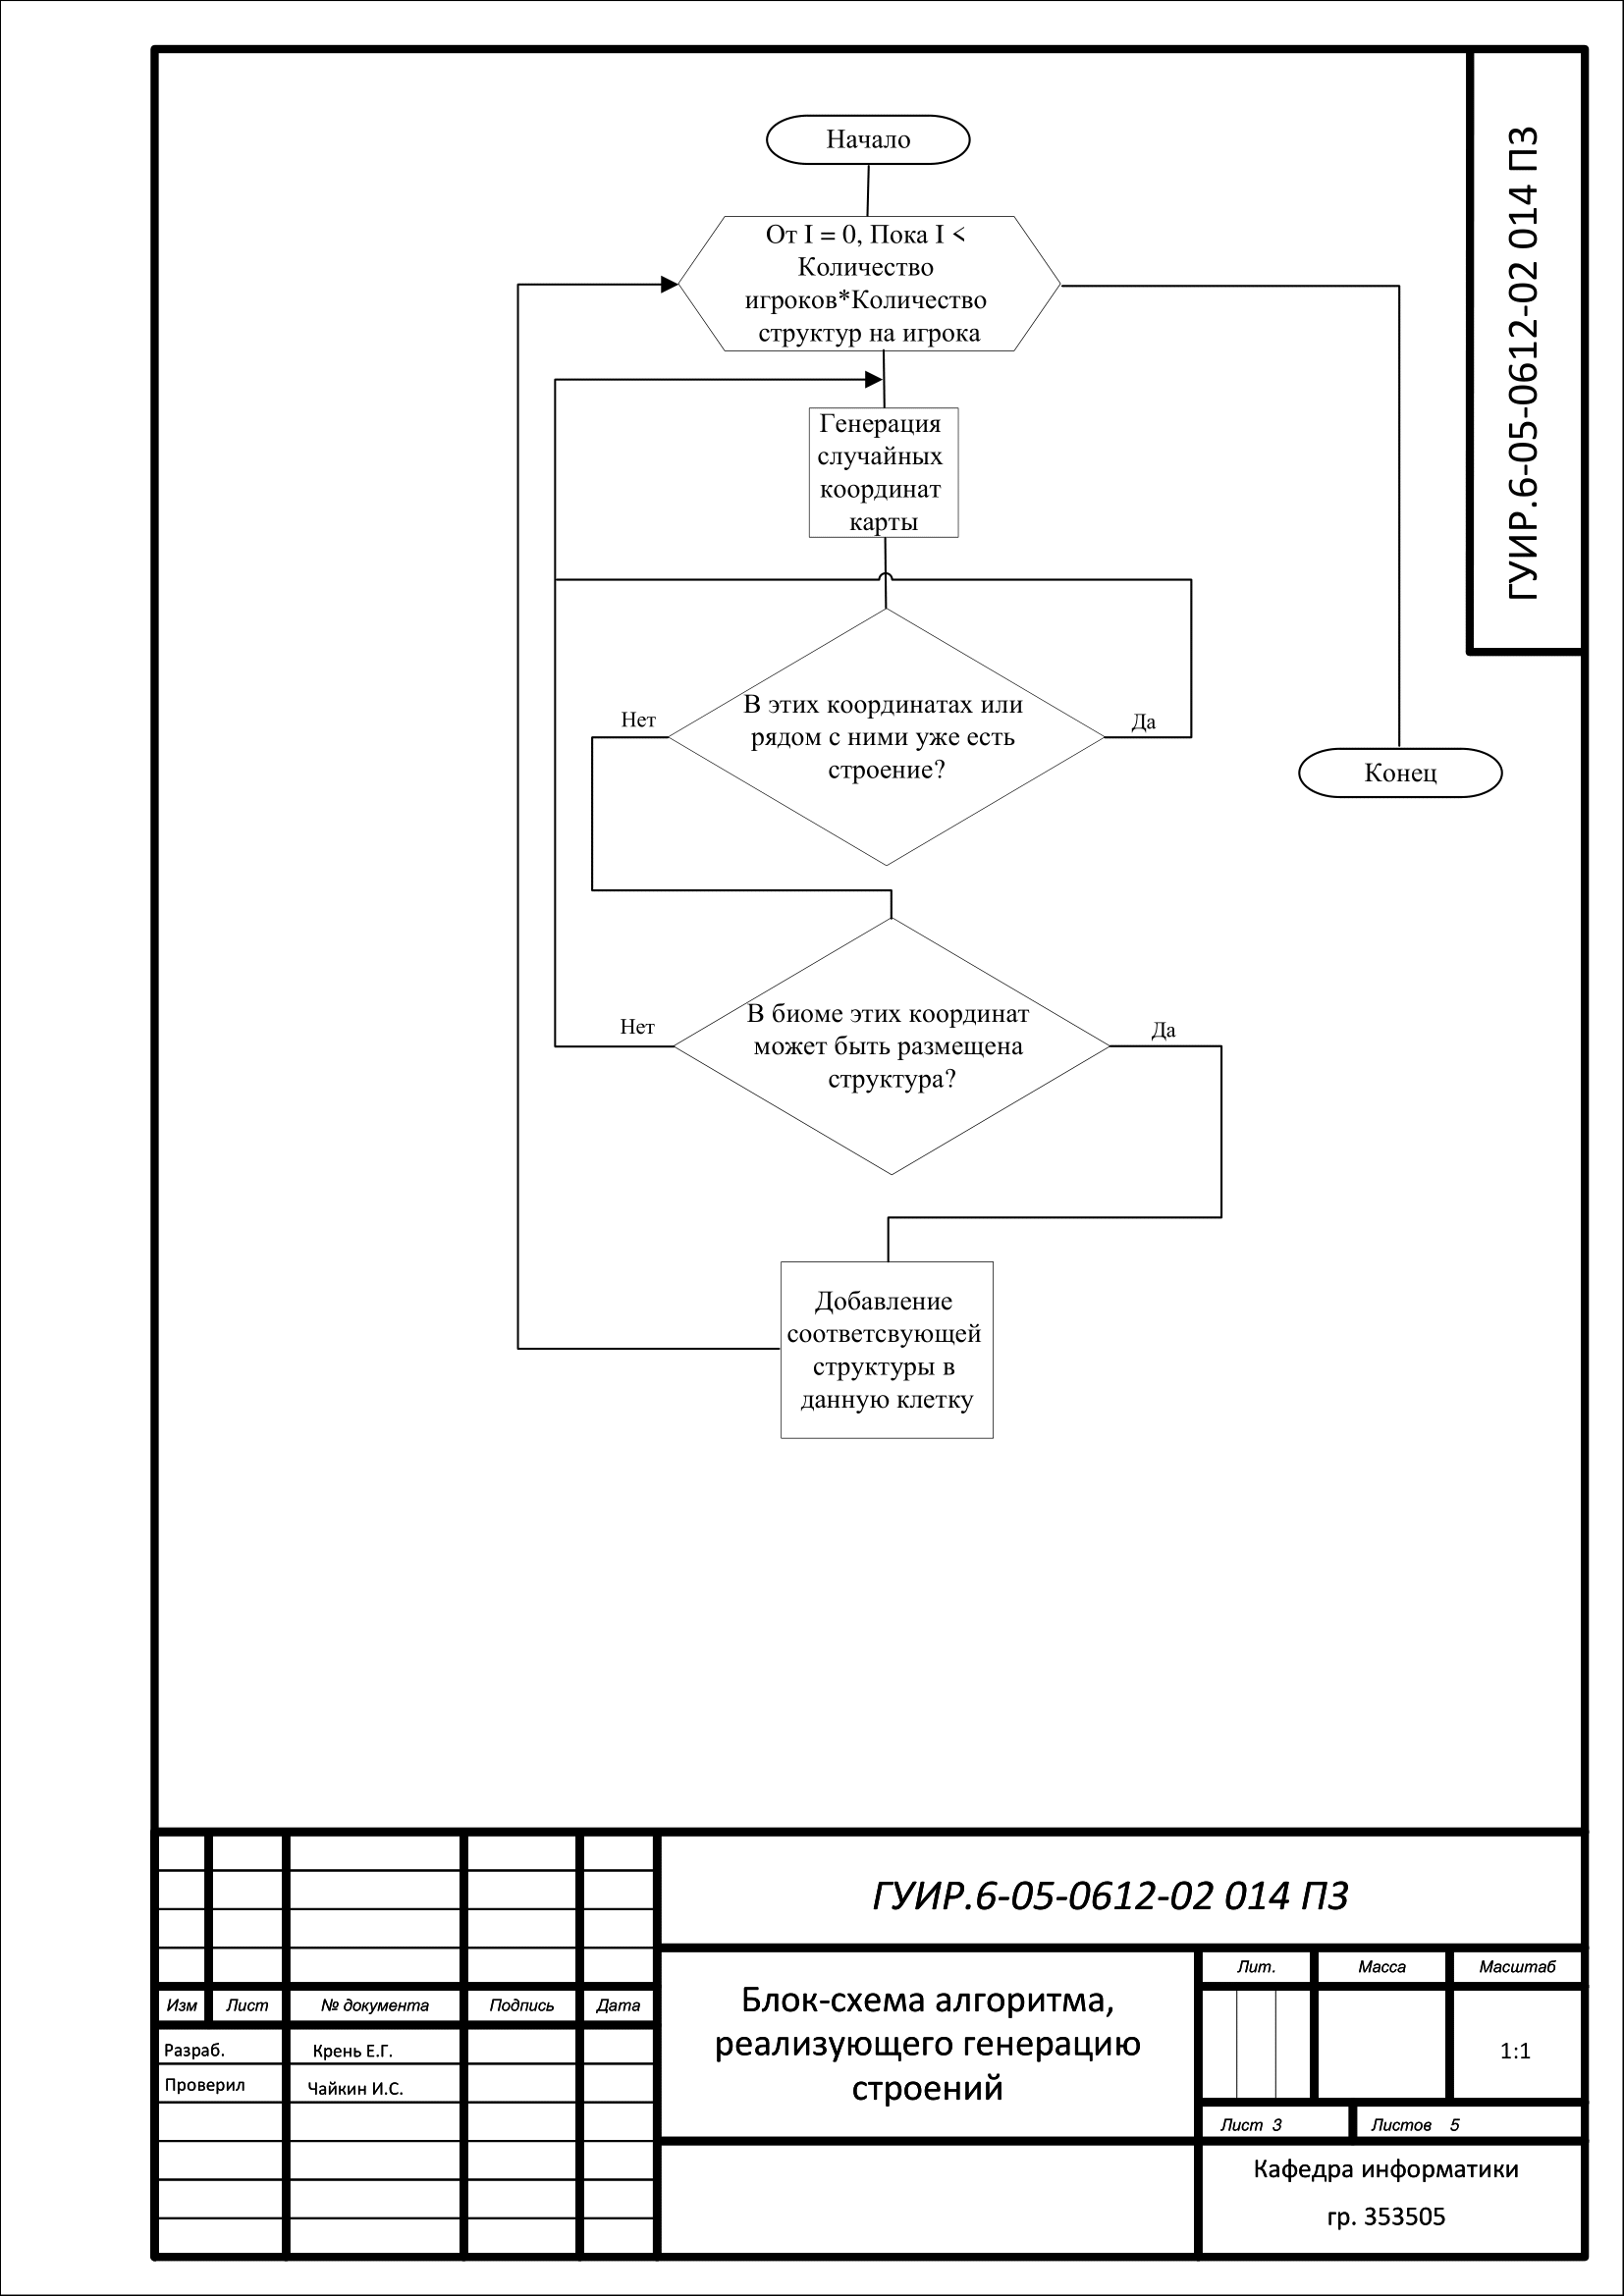 Начало
От I = 0, Пока I <
Количество
игроков*Количество
структур на игрока
Генерация
случайных
координат
карты
В этих координатах или
рядом с ними уже есть
строение?
Нет
Да
Конец
В биоме этих координат
может быть размещена
структура?
Нет
Да
Добавление
соответсвующей
структуры в
данную клетку
ГУИР.6-05-0612-02 014 ПЗ
ГУИР.6-05-0612-02 014 ПЗ
Изм Лист № документа Подпись Дата
Разраб. Крень Е.Г.
Проверил Чайкин И.С.
Блок-схема алгоритма,
реализующего генерацию
строений
Лит. Масса Масштаб
1:1
Лист 3 Листов 5
Кафедра информатики
гр. 353505